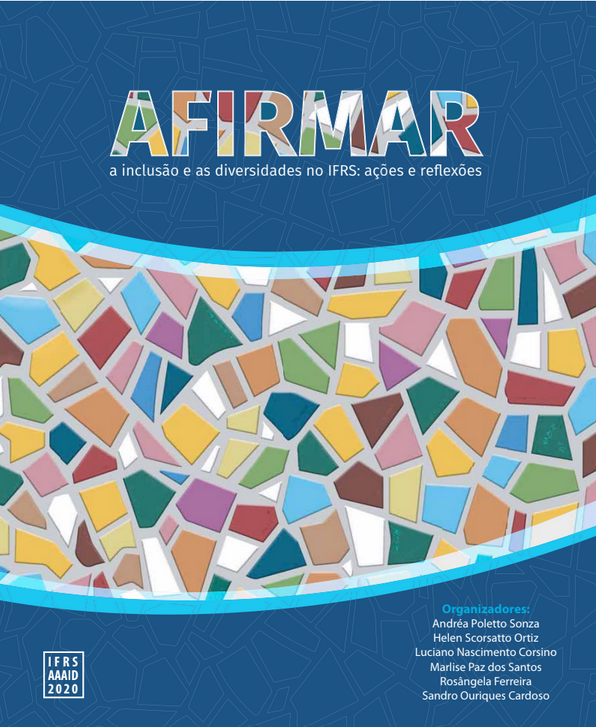 AFIRMAR
a inclusão e as diversidades no IFRS: ações e reflexões
Organizadores:
Andréa Poletto Sonza
Helen Scorsatto Ortiz
Luciano Nascimento Corsino
Marlise Paz dos Santos
Rosângela Ferreira
Sandro Ouriques Cardoso
IFRS
AAAID
2020